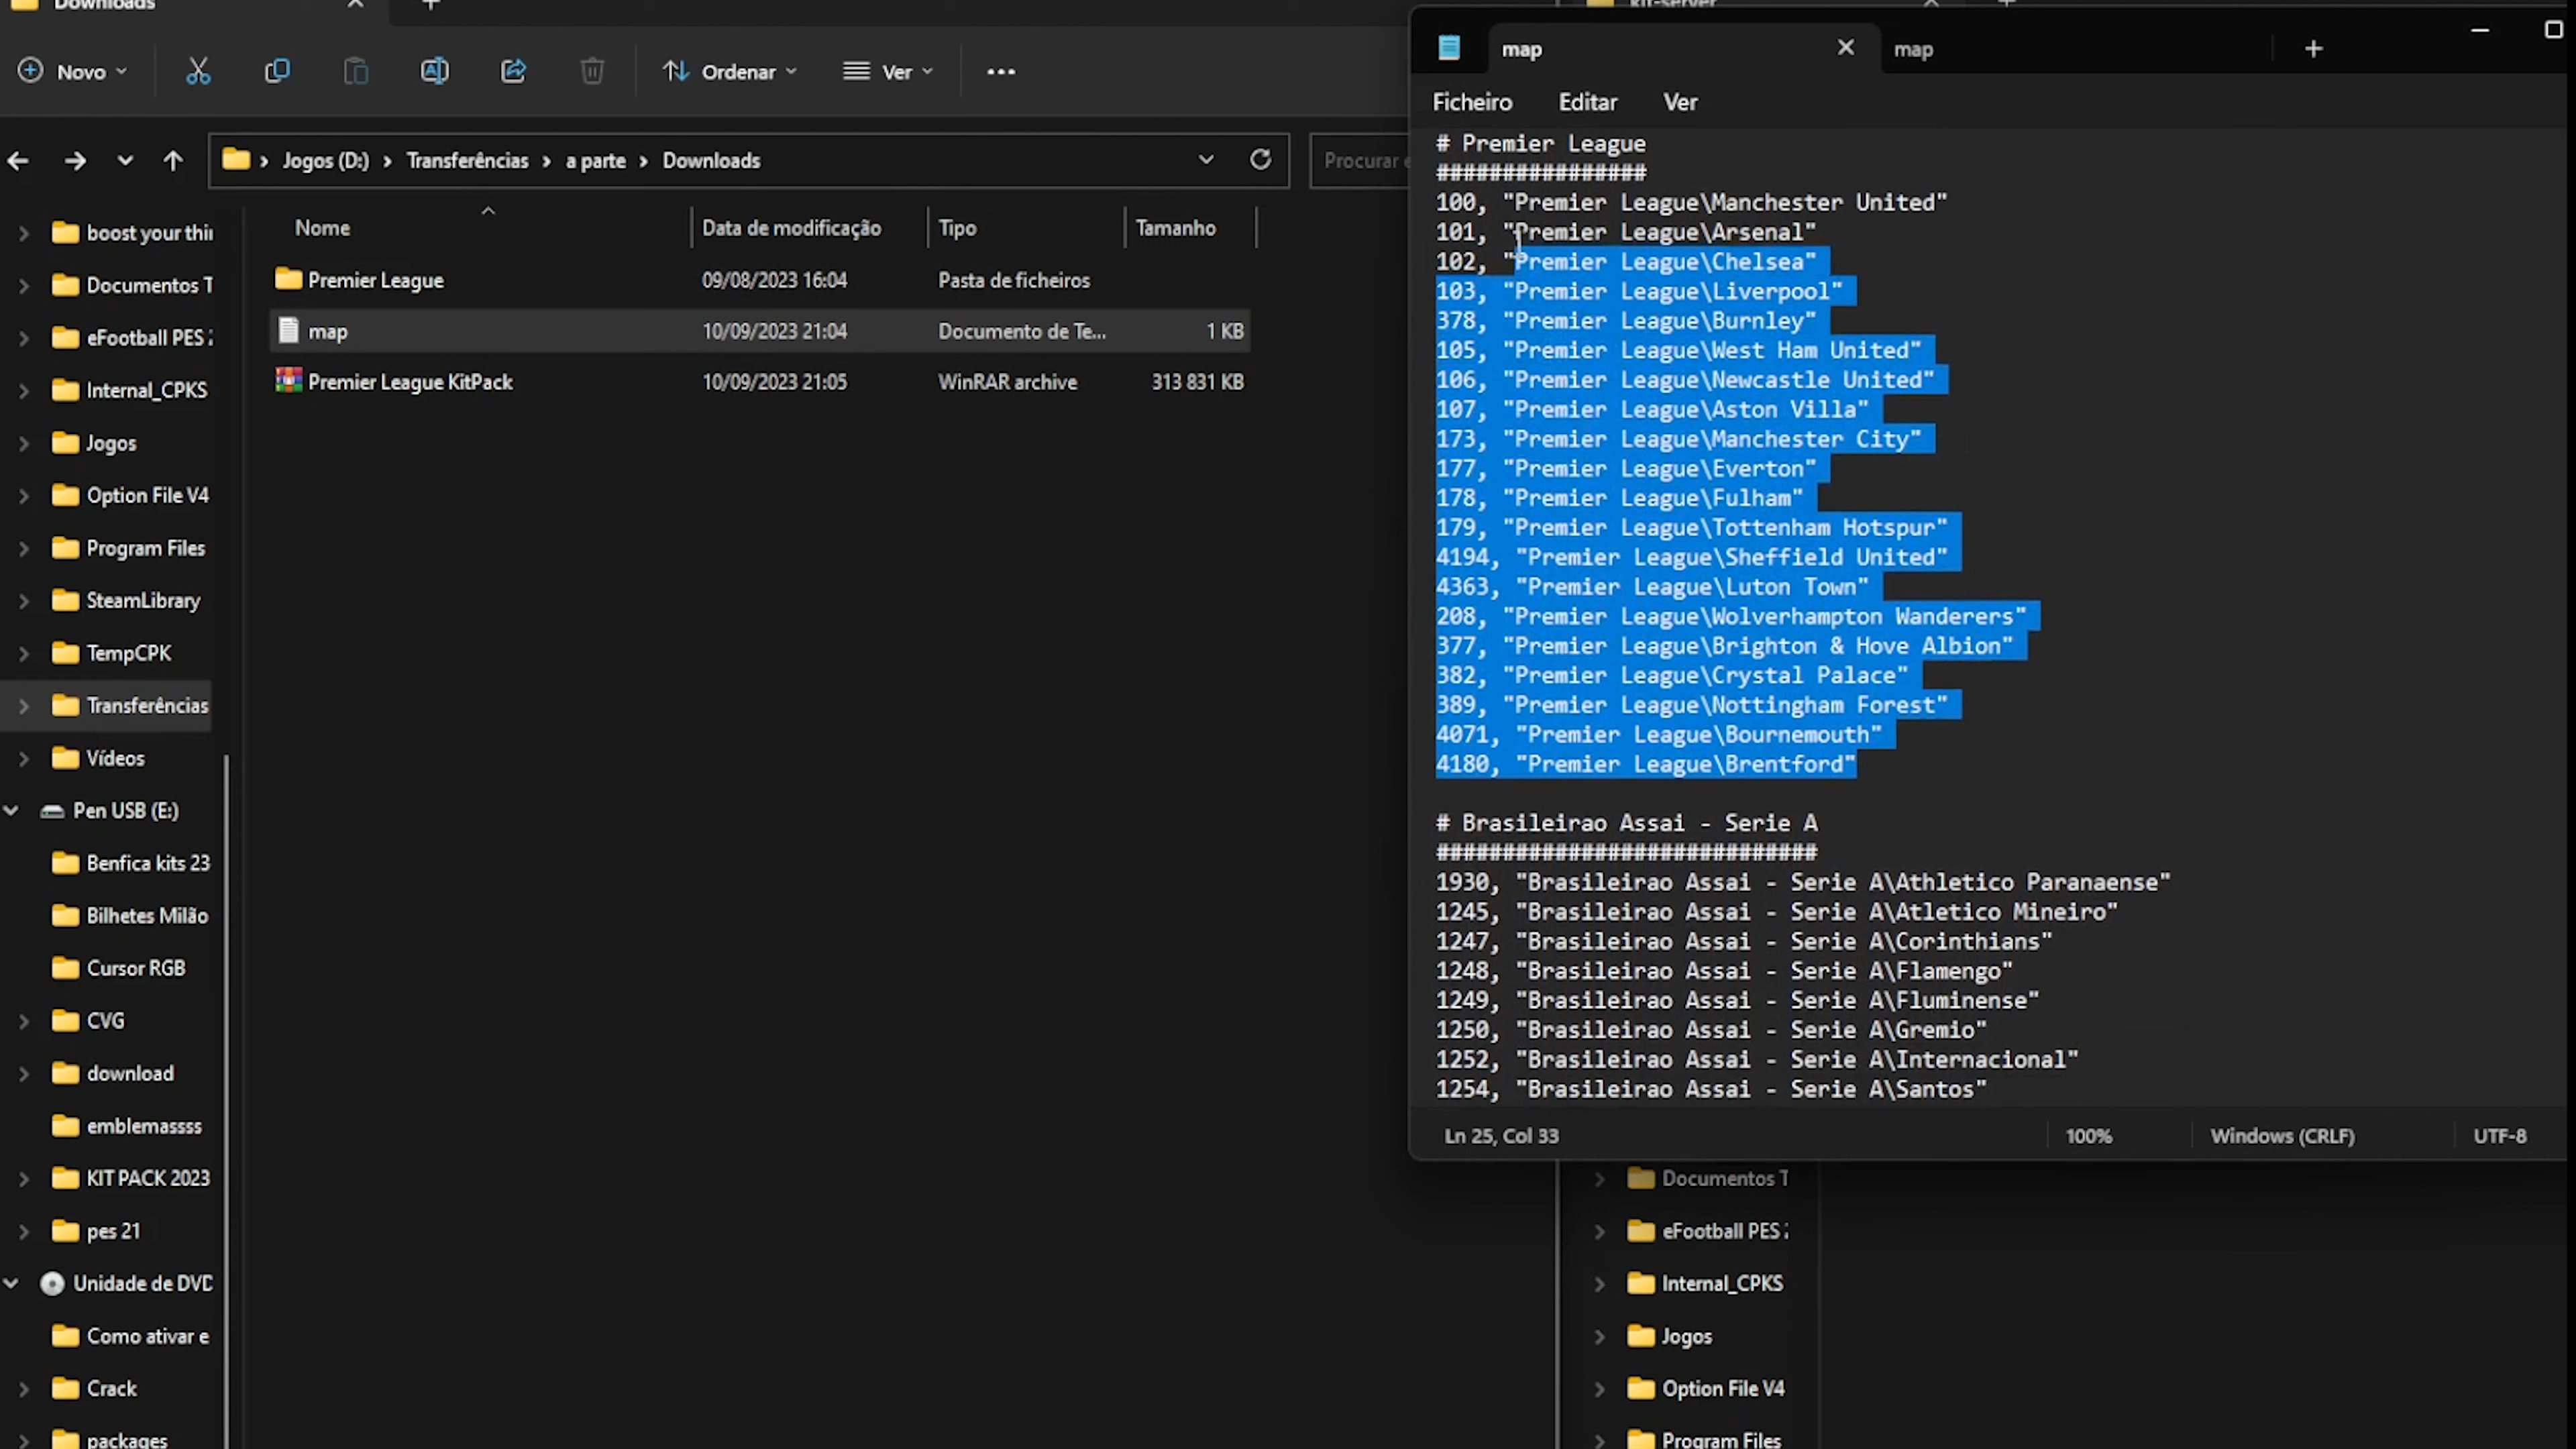 Downloads
Novo
Ordenar
Ver
Jogos (D:) > Transferências > a parte > Downloads
Procurar e
Nome
Data de modificação
Tipo
Tamanho
Premier League
09/08/2023 16:04
Pasta de ficheiros
map
10/09/2023 21:04
Documento de Te...
1 KB
Premier League KitPack
10/09/2023 21:05
WinRAR archive
313 831 KB
boost your thir
Documentos T
eFootball PES 2
Internal_CPKS
Jogos
Option File V4
Program Files
SteamLibrary
TempCPK
Transferências
Vídeos
Pen USB (E:)
Benfica kits 23
Bilhetes Milão
Cursor RGB
CVG
download
emblemassss
KIT PACK 2023
pes 21
Unidade de DVD
Como ativar e
Crack
packages
kit-server
map
map
Ficheiro
Editar
Ver
# Premier League
################
100, "Premier League\Manchester United"
101, "Premier League\Arsenal"
102, "Premier League\Chelsea"
103, "Premier League\Liverpool"
378, "Premier League\Burnley"
105, "Premier League\West Ham United"
106, "Premier League\Newcastle United"
107, "Premier League\Aston Villa"
173, "Premier League\Manchester City"
177, "Premier League\Everton"
178, "Premier League\Fulham"
179, "Premier League\Tottenham Hotspur"
4194, "Premier League\Sheffield United"
4363, "Premier League\Luton Town"
208, "Premier League\Wolverhampton Wanderers"
377, "Premier League\Brighton & Hove Albion"
382, "Premier League\Crystal Palace"
389, "Premier League\Nottingham Forest"
4071, "Premier League\Bournemouth"
4180, "Premier League\Brentford"
# Brasileirao Assai - Serie A
#############################
1930, "Brasileirao Assai - Serie A\Athletico Paranaense"
1245, "Brasileirao Assai - Serie A\Atletico Mineiro"
1247, "Brasileirao Assai - Serie A\Corinthians"
1248, "Brasileirao Assai - Serie A\Flamengo"
1249, "Brasileirao Assai - Serie A\Fluminense"
1250, "Brasileirao Assai - Serie A\Gremio"
1252, "Brasileirao Assai - Serie A\Internacional"
1254, "Brasileirao Assai - Serie A\Santos"
Ln 25, Col 33
100%
Windows (CRLF)
UTF-8
Documentos T
eFootball PES 2
Internal_CPKS
Jogos
Option File V4
Program Files